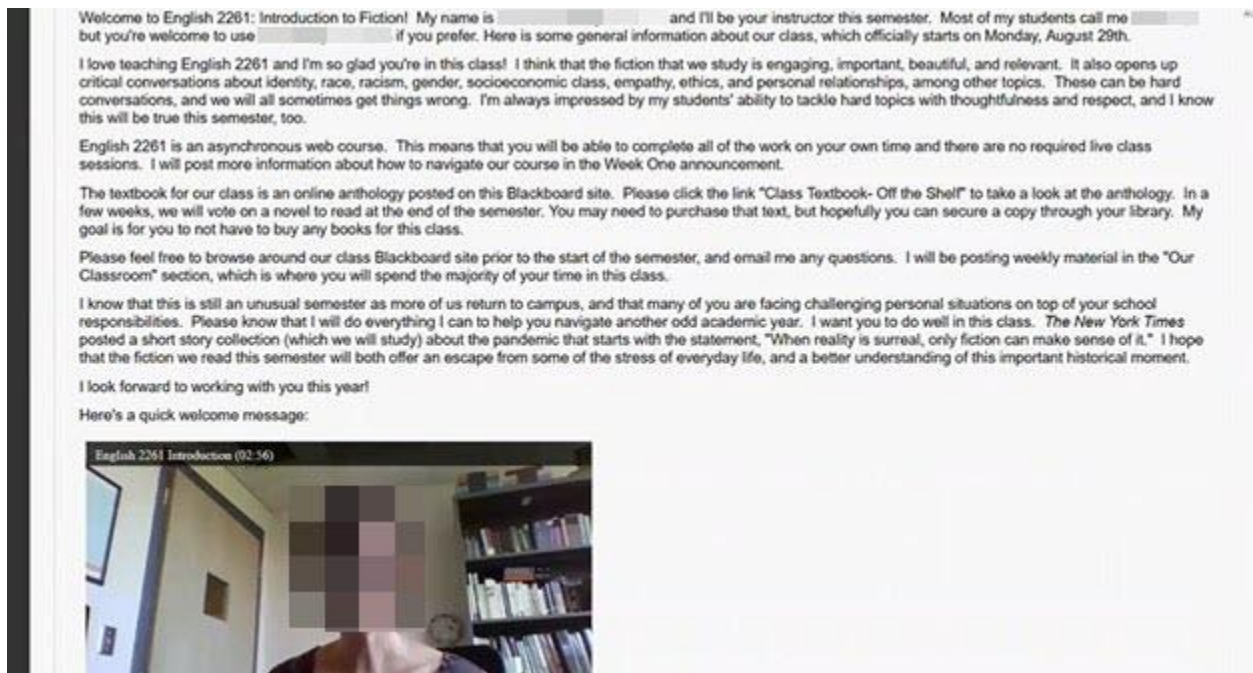 Welcome to English 2261: Introduction to Fiction! My name is and I'll be your instructor this semester. Most of my students call me
but you're welcome to use if you prefer. Here is some general information about our class, which officially starts on Monday, August 29th.
I love teaching English 2261 and I'm so glad you're in this class! I think that the fiction that we study is engaging, important, beautiful, and relevant. It also opens up
critical conversations about identity, race, racism, gender, socioeconomic class, empathy, ethics, and personal relationships, among other topics. These can be hard
conversations, and we will all sometimes get things wrong. I'm always impressed by my students' ability to tackle hard topics with thoughtfulness and respect, and I know
this will be true this semester, too.
English 2261 is an asynchronous web course. This means that you will be able to complete all of the work on your own time and there are no required live class
sessions. I will post more information about how to navigate our course in the Week One announcement.
The textbook for our class is an online anthology posted on this Blackboard site. Please click the link "Class Textbook- Off the Shelf" to take a look at the anthology. In a
few weeks, we will vote on a novel to read at the end of the semester. You may need to purchase that text, but hopefully you can secure a copy through your library. My
goal is for you to not have to buy any books for this class.
Please feel free to browse around our class Blackboard site prior to the start of the semester, and email me any questions. I will be posting weekly material in the "Our
Classroom" section, which is where you will spend the majority of your time in this class.
I know that this is still an unusual semester as more of us return to campus, and that many of you are facing challenging personal situations on top of your school
responsibilities. Please know that I will do everything I can to help you navigate another odd academic year. I want you to do well in this class. The New York Times
posted a short story collection (which we will study) about the pandemic that starts with the statement, "When reality is surreal, only fiction can make sense of it." I hope
that the fiction we read this semester will both offer an escape from some of the stress of everyday life, and a better understanding of this important historical moment.
I look forward to working with you this year!
Here's a quick welcome message:
English 2261 Introduction (02:56)